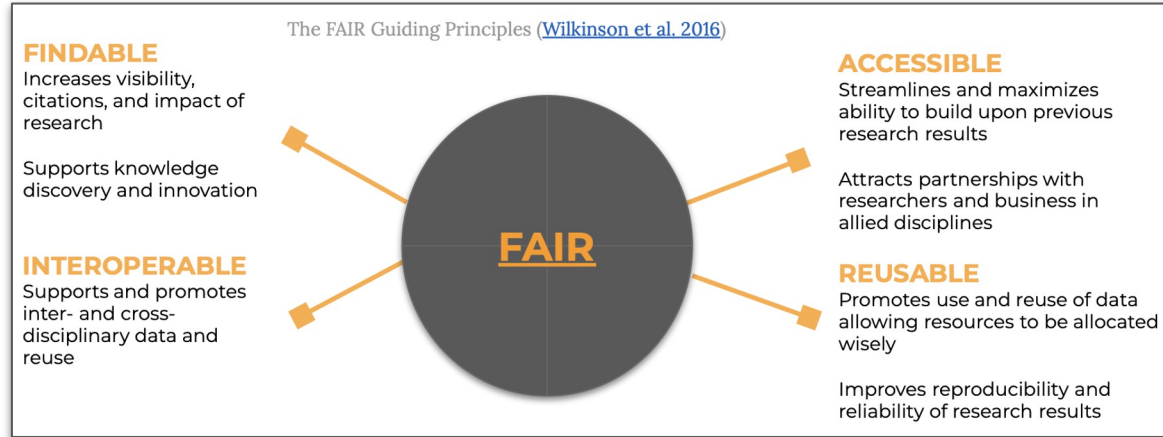 The FAIR Guiding Principles (Wilkinson et al. 2016)
FINDABLE
Increases visibility,
citations, and impact of
research
Supports knowledge
discovery and innovation
ACCESSIBLE
Streamlines and maximizes
ability to build upon previous
research results
Attracts partnerships with
researchers and business in
allied disciplines
FAIR
INTEROPERABLE
Supports and promotes
inter- and cross-
disciplinary data and
reuse
REUSABLE
Promotes use and reuse of data
allowing resources to be allocated
wisely
Improves reproducibility and
reliability of research results